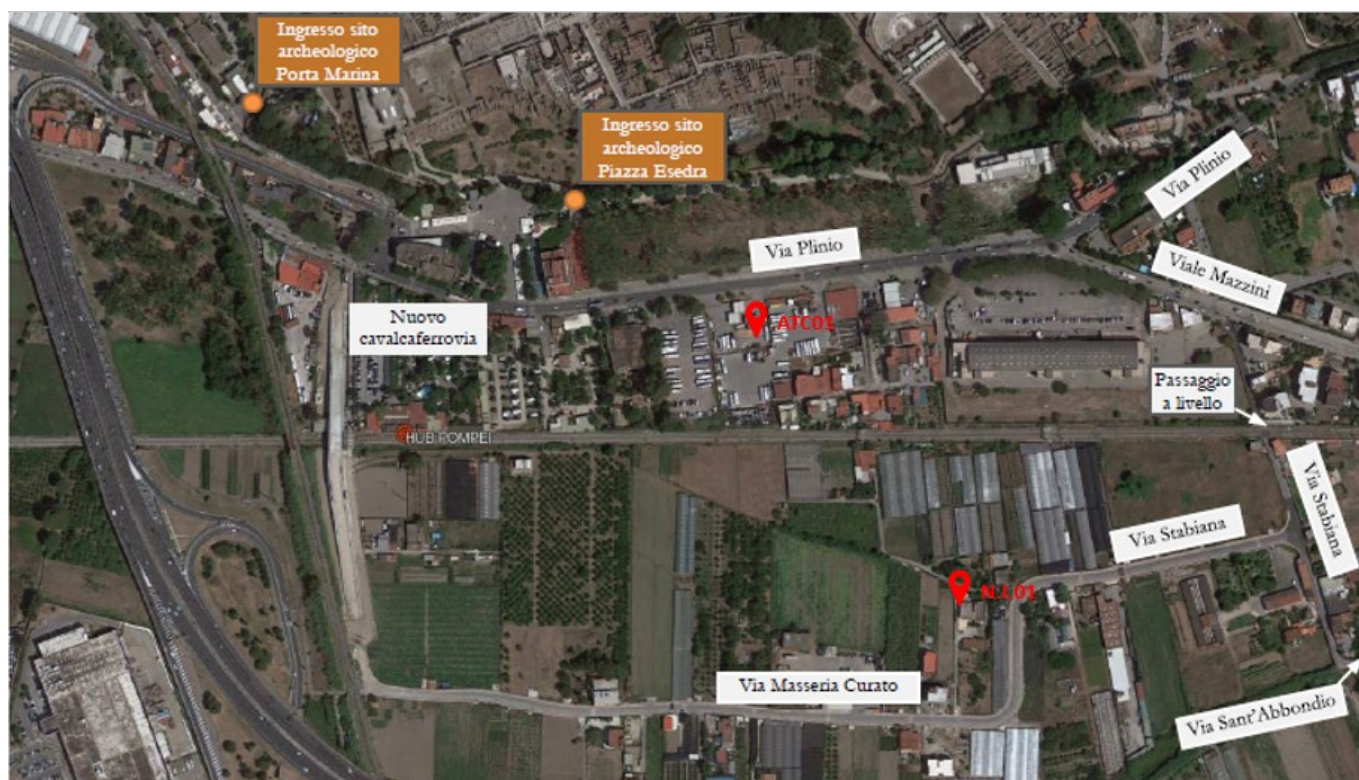 Ingresso sito
archeologico
Porta Marina
Ingresso sito
archeologico
Piazza Esedra
Via Plinio
Via Plinio
Viale Mazzini
Nuovo
cavalcaferrovia
ATC01
Passaggio
a livello
HUB POMPEI
Via Stabiana
Via Stabiana
N.I.01
Via Masseria Curato
Via Sant'Abbondio